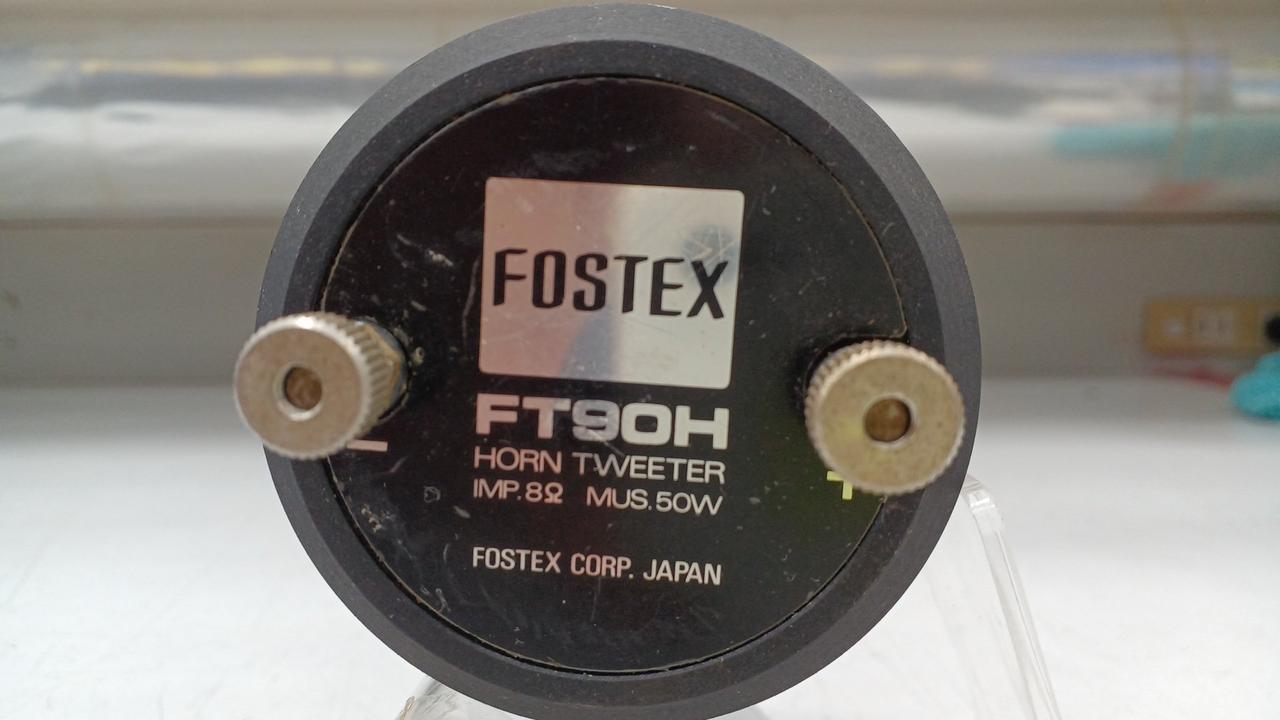 FOSTEX
FT90H
HORN TWEETER
IMP.8Ω MUS.50W
− +
FOSTEX CORP. JAPAN